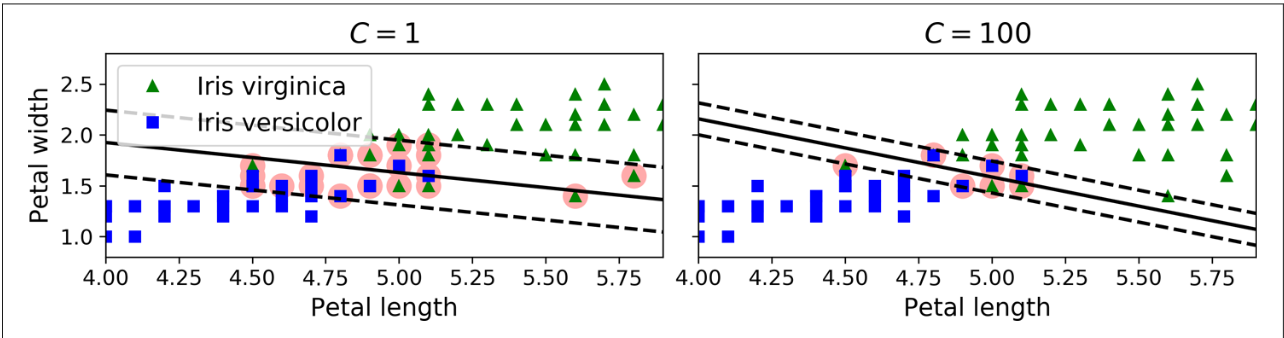 C = 1
C = 100
Iris virginica
Iris versicolor
Petal width
2.5
2.0
1.5
1.0
4.00 4.25 4.50 4.75 5.00 5.25 5.50 5.75
4.00 4.25 4.50 4.75 5.00 5.25 5.50 5.75
Petal length
Petal length